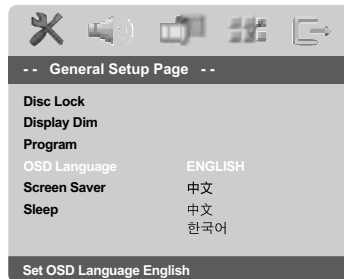 -- General Setup Page --
Disc Lock
Display Dim
Program
OSD Language ENGLISH
Screen Saver 中文
Sleep 中文
한국어
Set OSD Language English